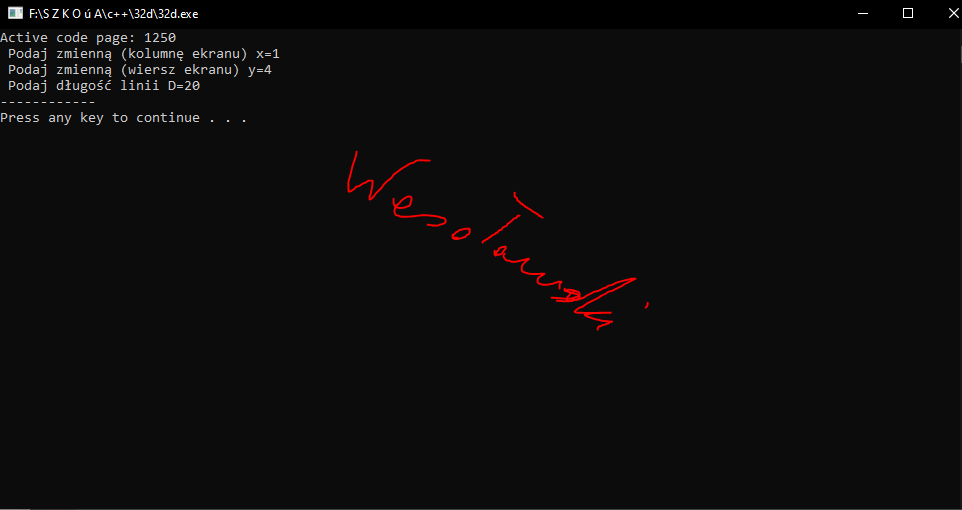 F:\S Z K O ú A\c++\32d\32d.exe
Active code page: 1250
Podaj zmienną (kolumnę ekranu) x=1
Podaj zmienną (wiersz ekranu) y=4
Podaj długość linii D=20
------------
Press any key to continue . . .